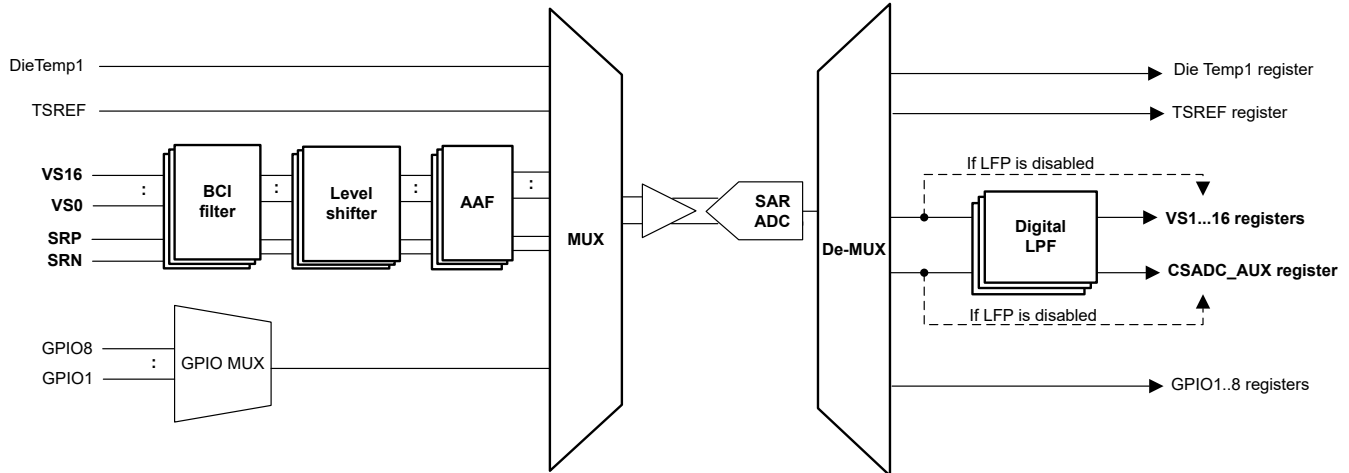 DieTemp1
TSREF
VS16
:
VS0
SRP
SRN
BCI
filter
:
Level
shifter
:
AAF
:
GPIO8
:
GPIO1
GPIO MUX
MUX
SAR
ADC
De-MUX
Die Temp1 register
TSREF register
If LFP is disabled
Digital
LPF
VS1...16 registers
CSADC_AUX register
If LFP is disabled
GPIO1..8 registers